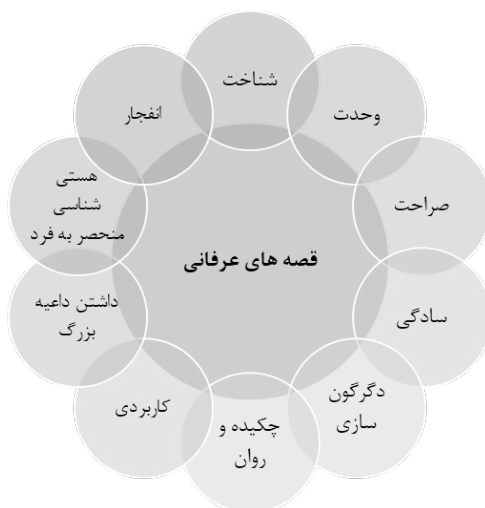 شناخت
وحدت
صراحت
سادگی
دگرگون
سازی
چکیده و
روان
کاربردی
داشتن داعیه
بزرگ
هستی
شناسی
منحصر به فرد
انفجار
قصه های عرفانی